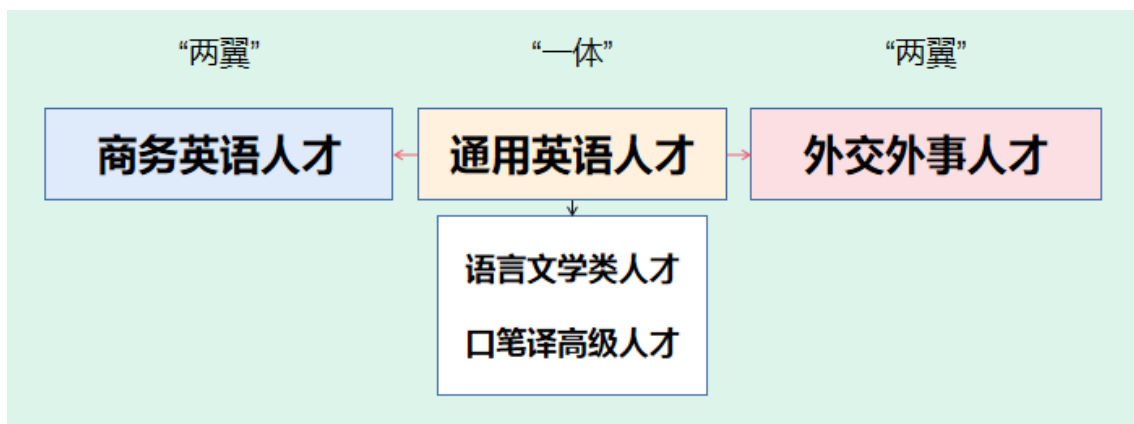 “两翼” “一体” “两翼”
商务英语人才 通用英语人才 外交外事人才
语言文学类人才
口笔译高级人才